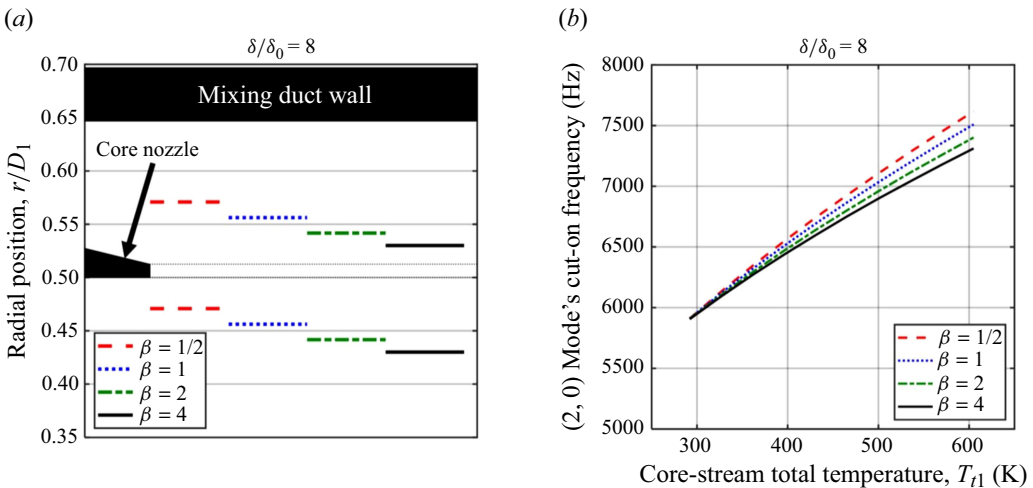 (a)
δ/δ₀ = 8
0.70
0.65
0.60
0.55
0.50
0.45
0.40
0.35
Radial position, r/D₁
Mixing duct wall
Core nozzle
β = 1/2
β = 1
β = 2
β = 4
(b)
δ/δ₀ = 8
8000
7500
7000
6500
6000
5500
5000
(2, 0) Mode’s cut-on frequency (Hz)
β = 1/2
β = 1
β = 2
β = 4
300 400 500 600
Core-stream total temperature, Tₜ₁ (K)